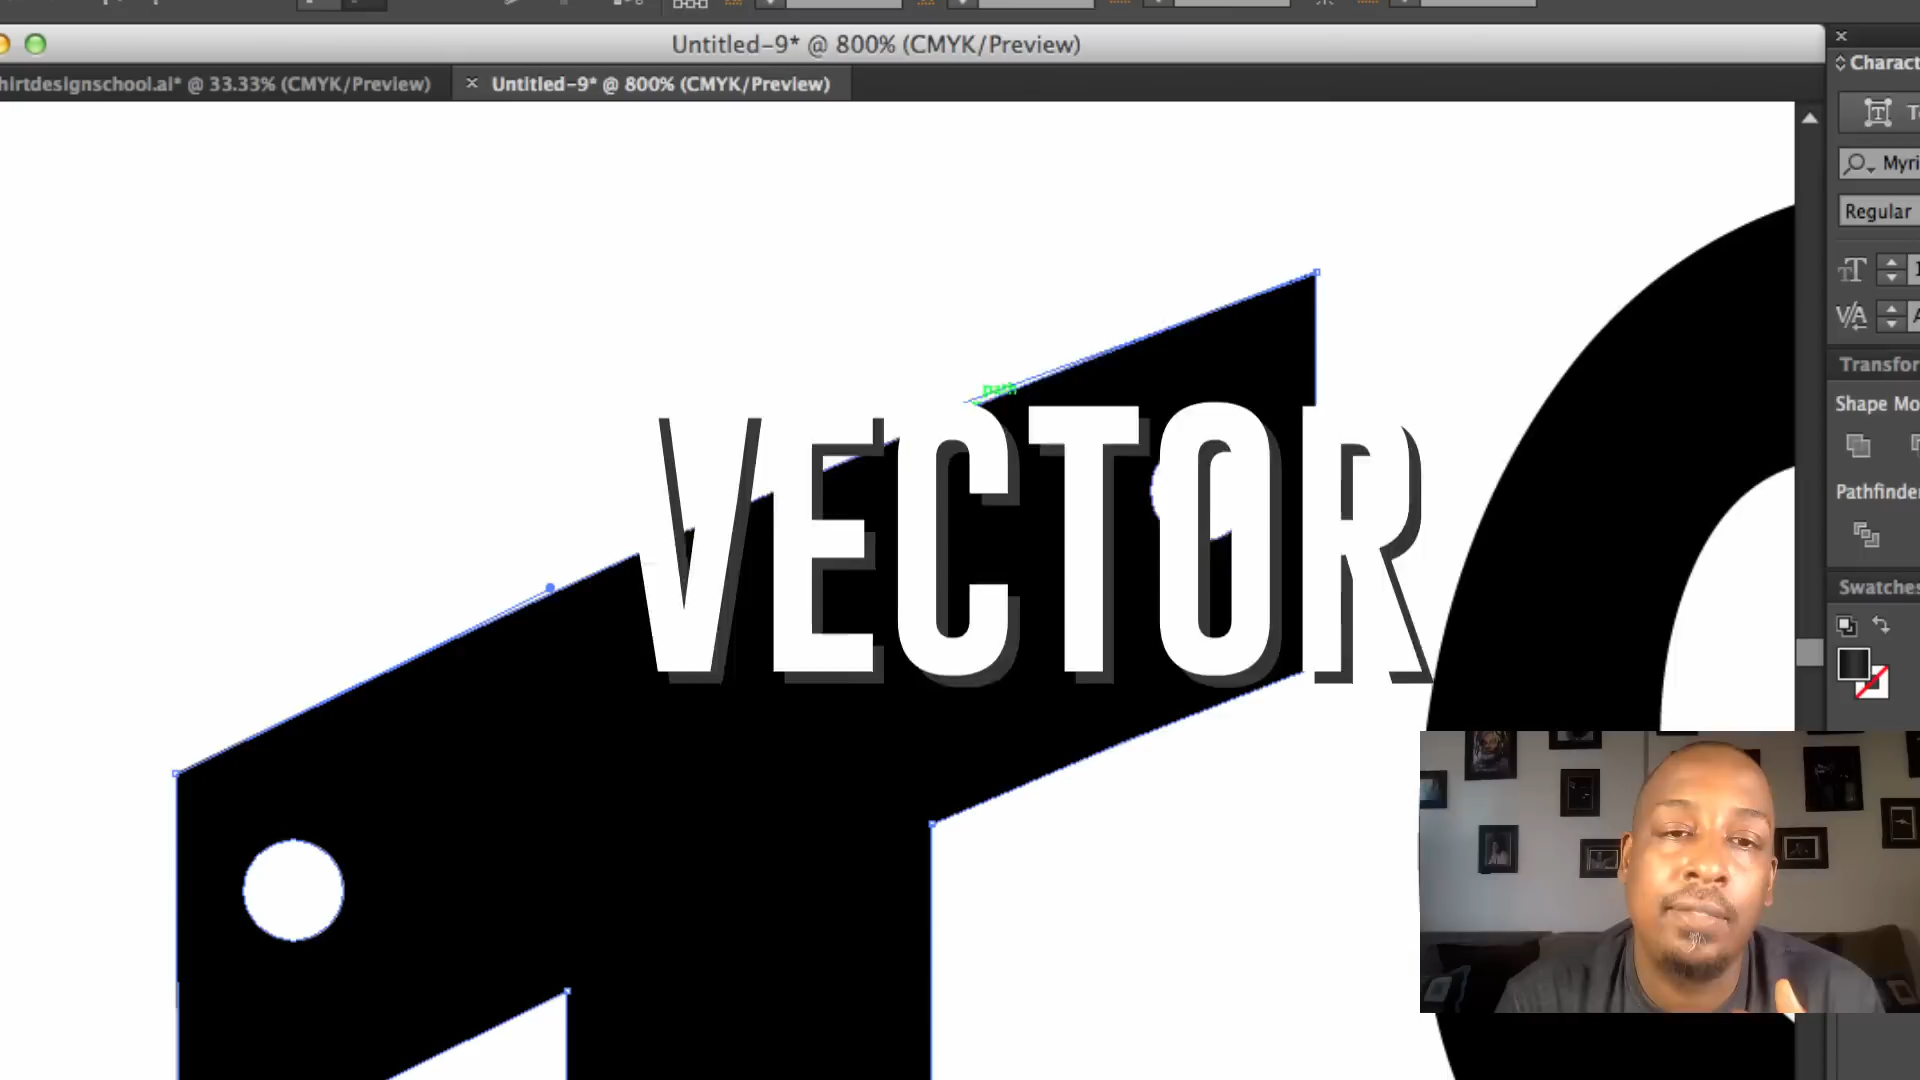 Untitled-9* @ 800% (CMYK/Preview)
hirtdesignschool.ai* @ 33.33% (CMYK/Preview)
× Untitled-9* @ 800% (CMYK/Preview)
Charact
T
Myri
Regular
path
VECTOR
Transfor
Shape Mo
Pathfinde
Swatches